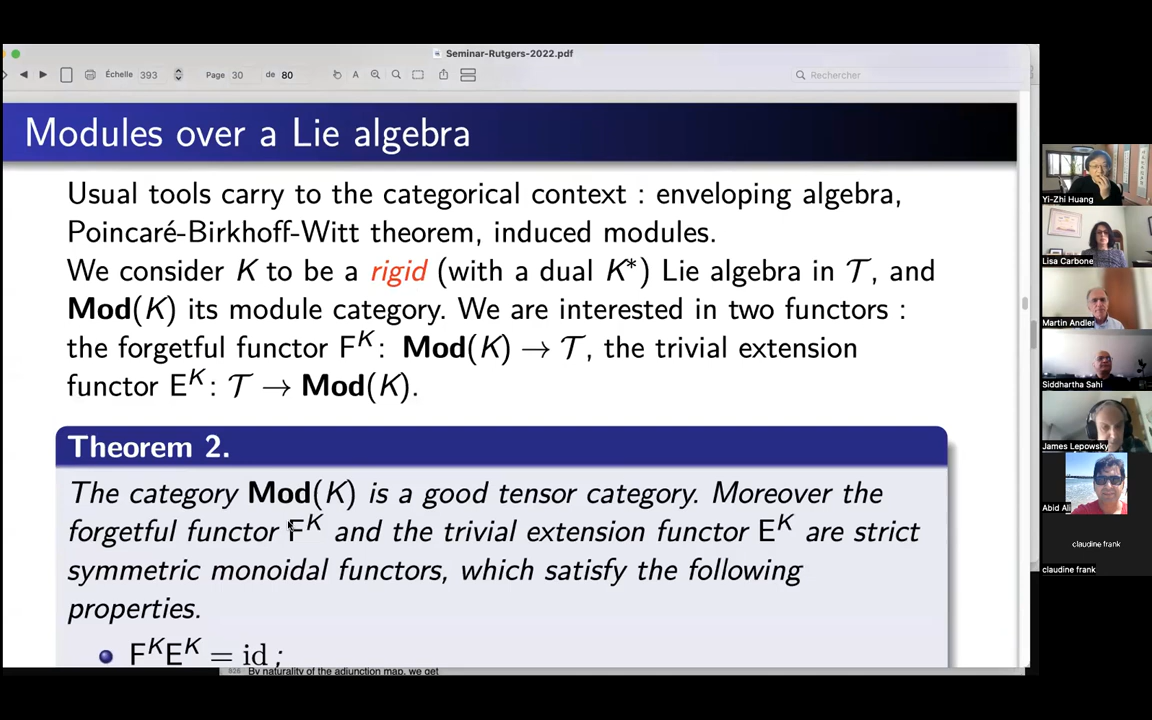 Seminar-Rutgers-2022.pdf
Échelle 393
Page 30 de 80
Rechercher
Modules over a Lie algebra
Usual tools carry to the categorical context : enveloping algebra,
Poincaré-Birkhoff-Witt theorem, induced modules.
We consider K to be a rigid (with a dual K*) Lie algebra in 𝒯, and
Mod(K) its module category. We are interested in two functors :
the forgetful functor F^K: Mod(K) → 𝒯, the trivial extension
functor E^K: 𝒯 → Mod(K).
Theorem 2.
The category Mod(K) is a good tensor category. Moreover the
forgetful functor F^K and the trivial extension functor E^K are strict
symmetric monoidal functors, which satisfy the following
properties.
• F^K E^K = id ;
926 By naturality of the adjunction map, we get
Yi-Zhi Huang
Lisa Carbone
Martin Andler
Siddhartha Sahi
James Lepowsky
Abid Ali
claudine frank
claudine frank